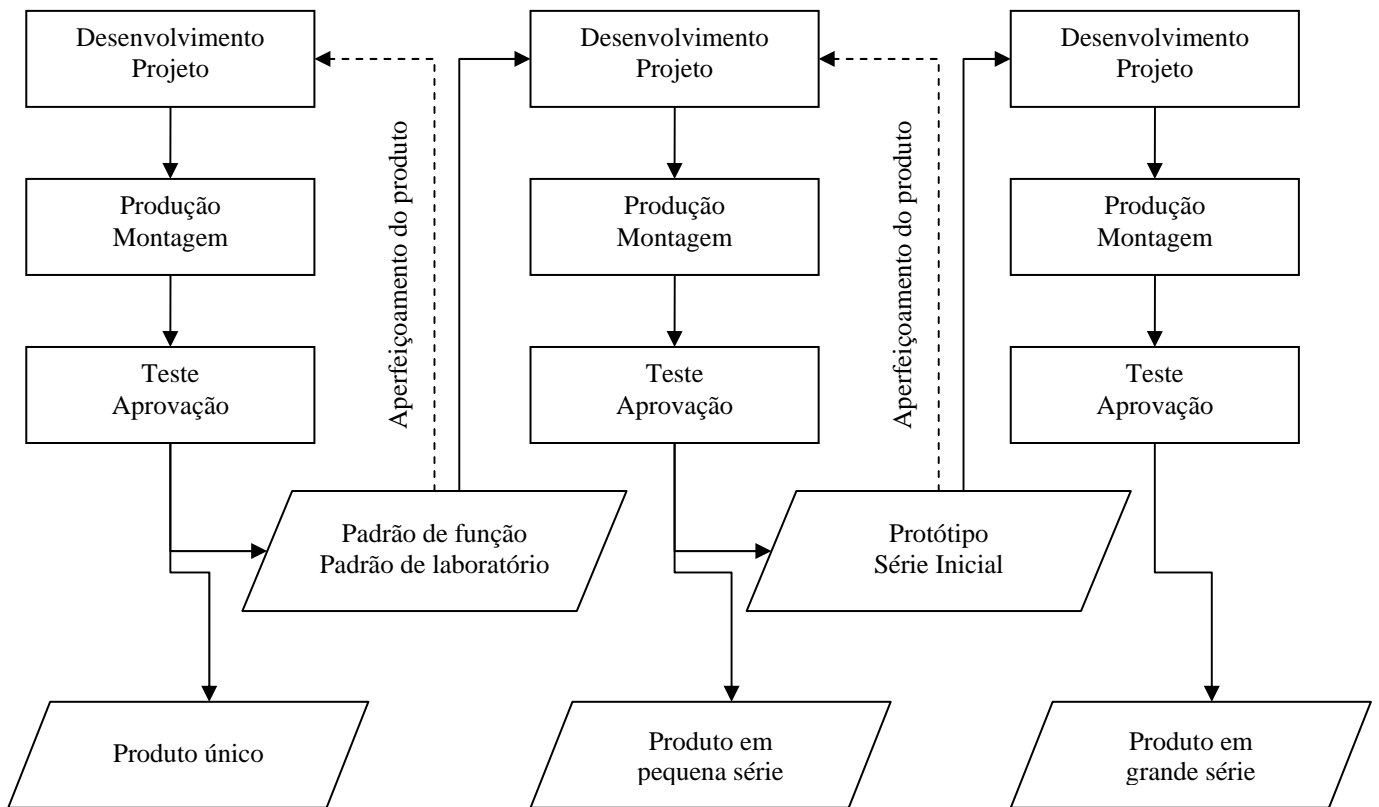 Desenvolvimento
Projeto
Produção
Montagem
Teste
Aprovação
Aperfeiçoamento do produto
Padrão de função
Padrão de laboratório
Produto único
Desenvolvimento
Projeto
Produção
Montagem
Teste
Aprovação
Aperfeiçoamento do produto
Protótipo
Série Inicial
Produto em
pequena série
Desenvolvimento
Projeto
Produção
Montagem
Teste
Aprovação
Produto em
grande série